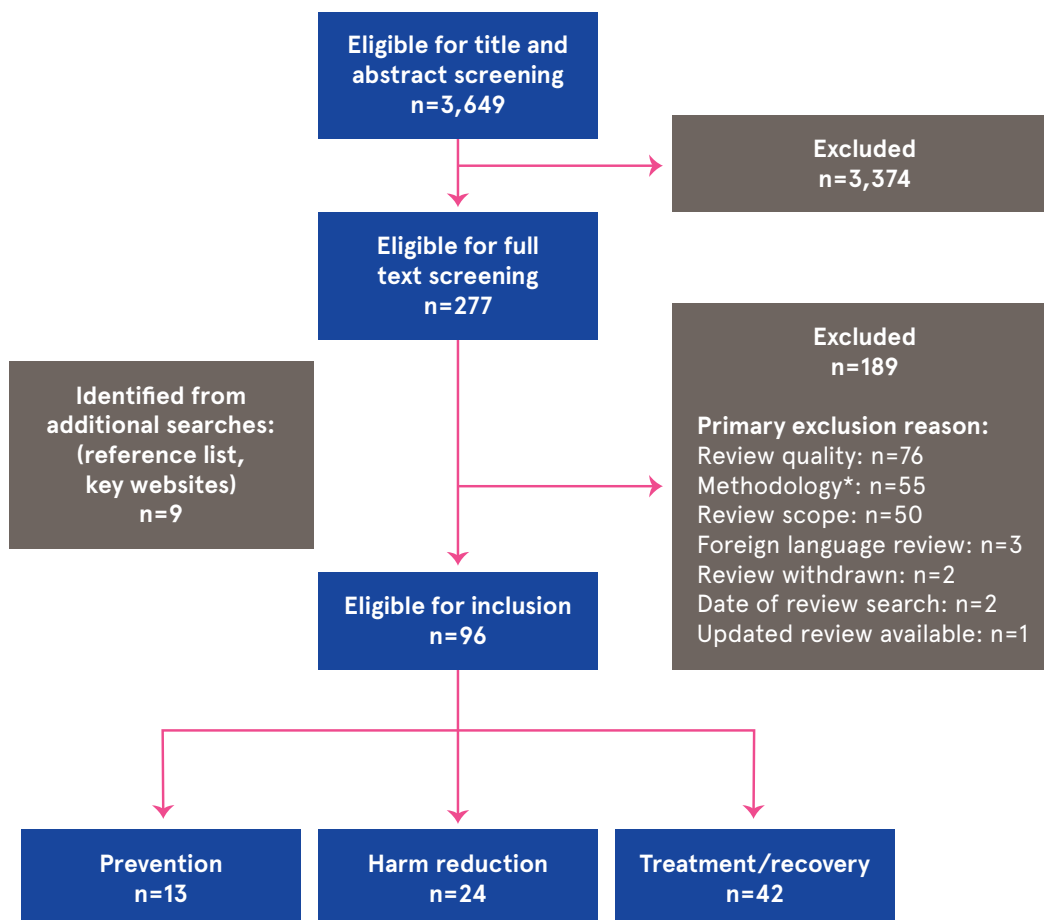 Eligible for title and
abstract screening
n=3,649
Excluded
n=3,374
Eligible for full
text screening
n=277
Identified from
additional searches:
(reference list,
key websites)
n=9
Excluded
n=189
Primary exclusion reason:
Review quality: n=76
Methodology*: n=55
Review scope: n=50
Foreign language review: n=3
Review withdrawn: n=2
Date of review search: n=2
Updated review available: n=1
Eligible for inclusion
n=96
Prevention
n=13
Harm reduction
n=24
Treatment/recovery
n=42